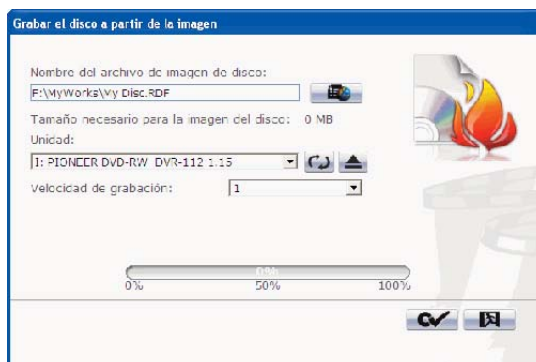 Grabar el disco a partir de la imagen
Nombre del archivo de imagen de disco:
F:\MyWorks\My Disc.RDF
Tamaño necesario para la imagen del disco: 0 MB
Unidad:
I: PIONEER DVD-RW DVR-112 1.15
Velocidad de grabación: 1
0%
0% 50% 100%